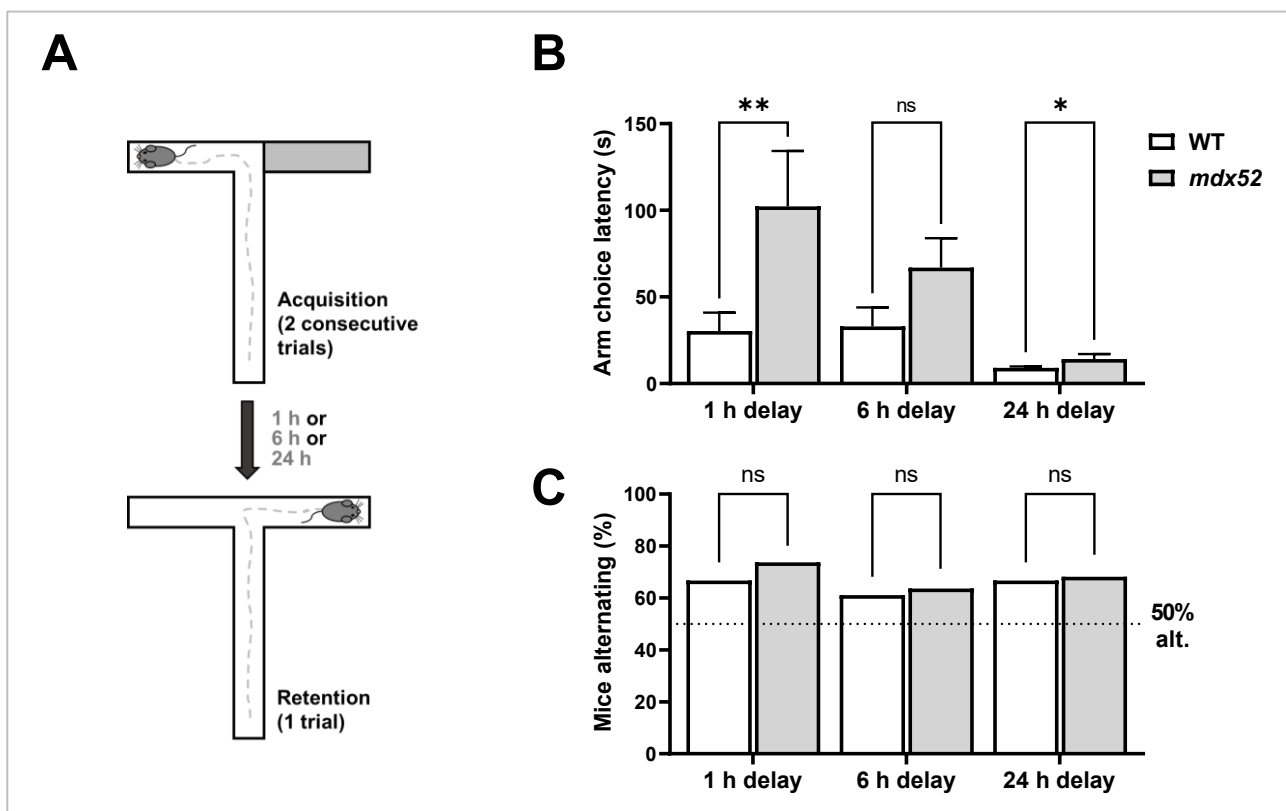 A
Acquisition
(2 consecutive
trials)
1 h or
6 h or
24 h
Retention
(1 trial)
B
** ns *
Arm choice latency (s)
150
100
50
0
1 h delay 6 h delay 24 h delay
WT
mdx52
C
ns ns ns
Mice alternating (%)
100
80
60
40
20
0
50%
alt.
1 h delay 6 h delay 24 h delay